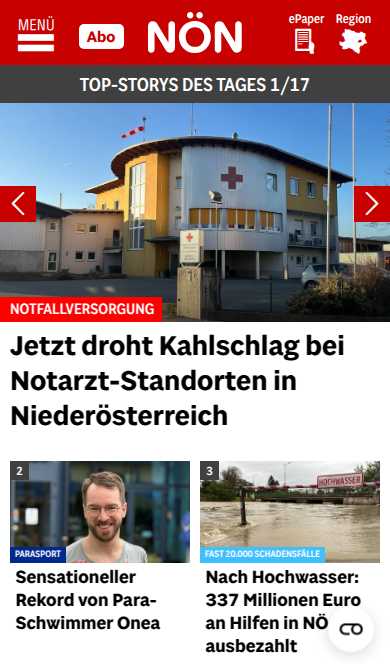 MENÜ
Abo
NÖN
ePaper
Region
TOP-STORYS DES TAGES 1/17
NOTFALLVERSORGUNG
Jetzt droht Kahlschlag bei
Notarzt-Standorten in
Niederösterreich
2
PARASPORT
Sensationeller
Rekord von Para-
Schwimmer Onea
3
HOCHWASSER
FAST 20.000 SCHADENSFÄLLE
Nach Hochwasser:
337 Millionen Euro
an Hilfen in NÖ
ausbezahlt